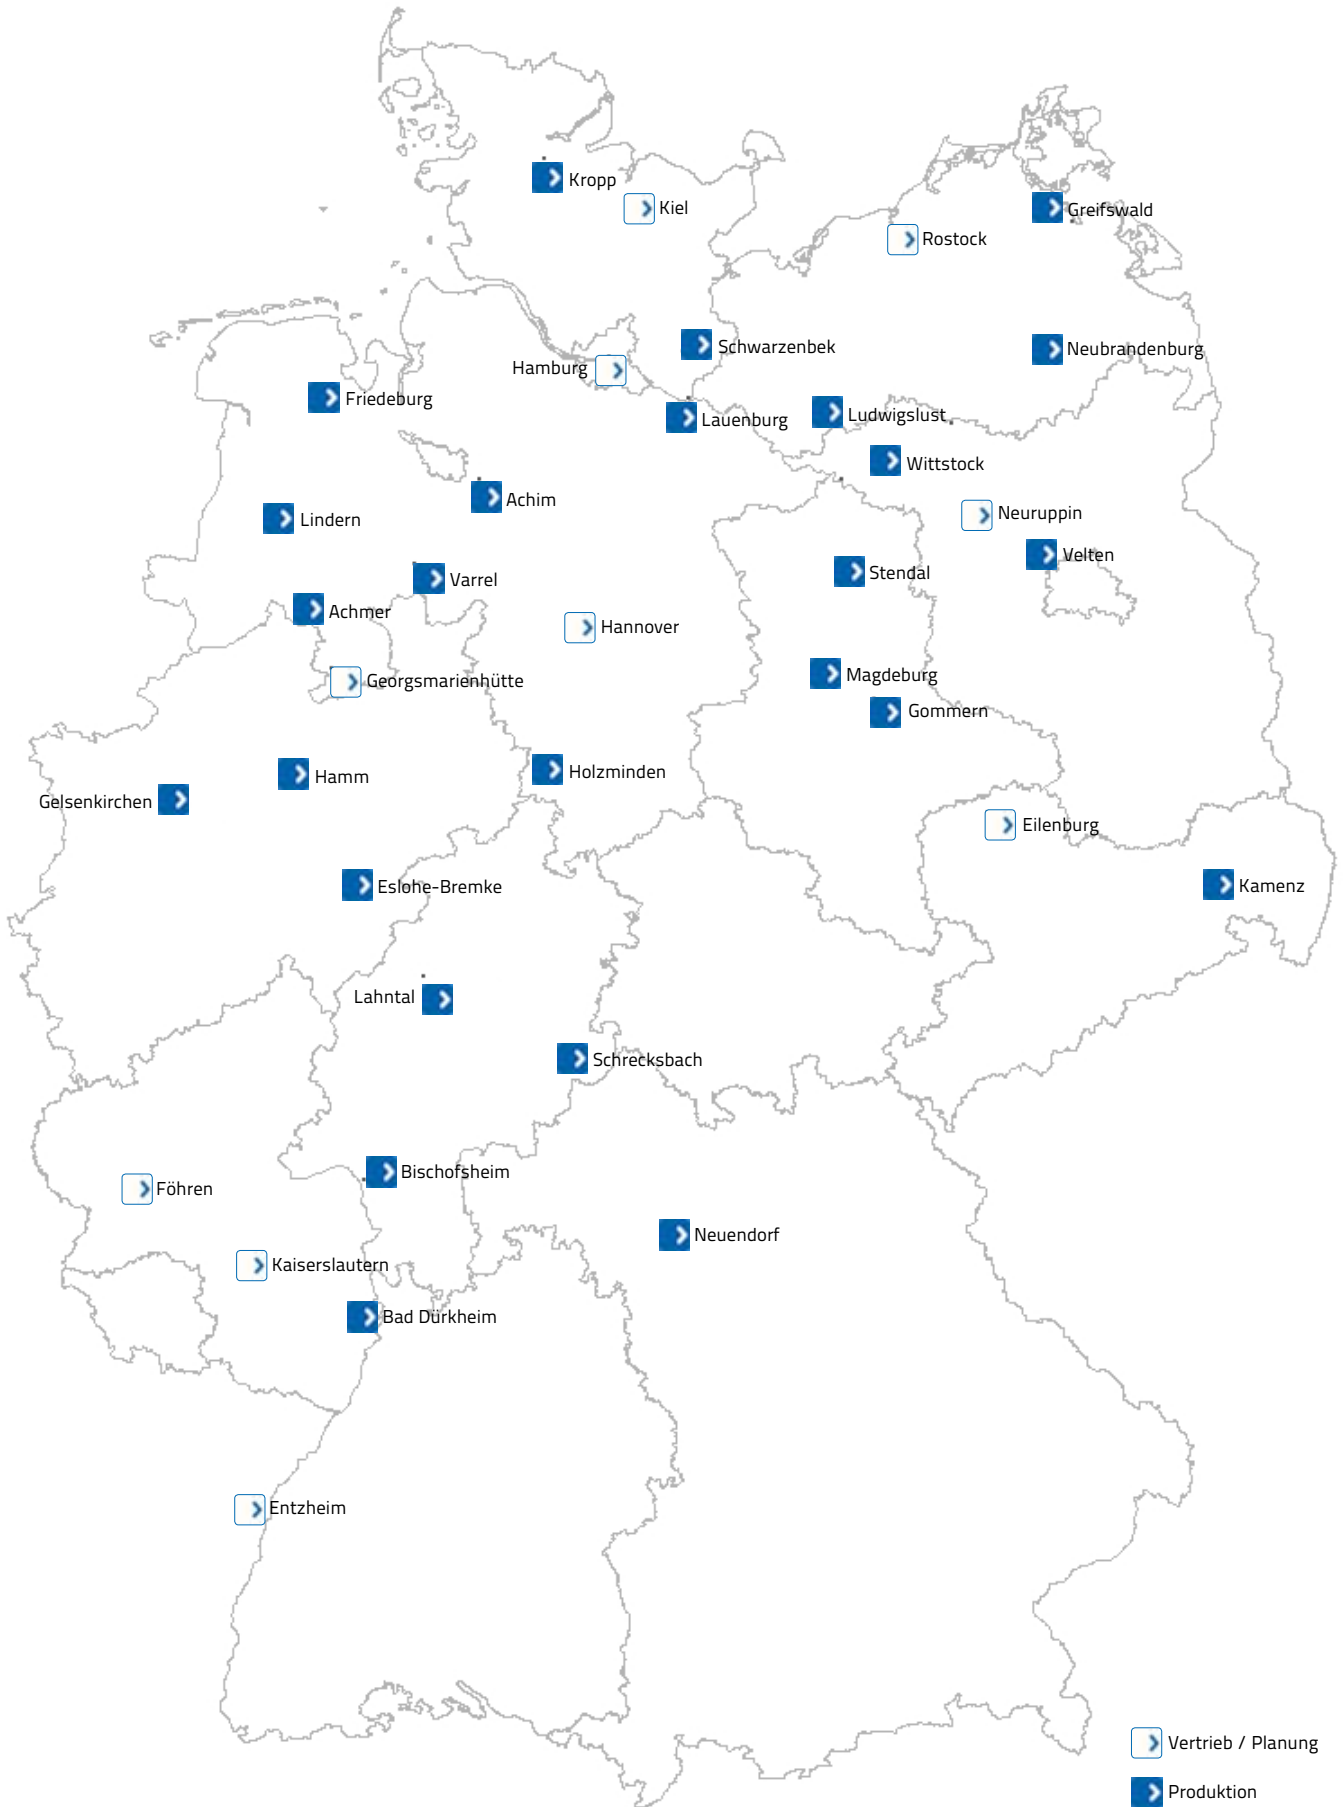 Kropp
Kiel
Greifswald
Rostock
Schwarzenbek
Neubrandenburg
Hamburg
Friedeburg
Lauenburg
Ludwigslust
Wittstock
Achim
Neuruppin
Lindern
Velten
Stendal
Varrel
Achmer
Hannover
Magdeburg
Georgsmarienhütte
Gommern
Holzminden
Hamm
Gelsenkirchen
Eilenburg
Eslohe-Bremke
Kamenz
Lahntal
Schrecksbach
Bischofsheim
Föhren
Neuendorf
Kaiserslautern
Bad Dürkheim
Entzheim
Vertrieb / Planung
Produktion